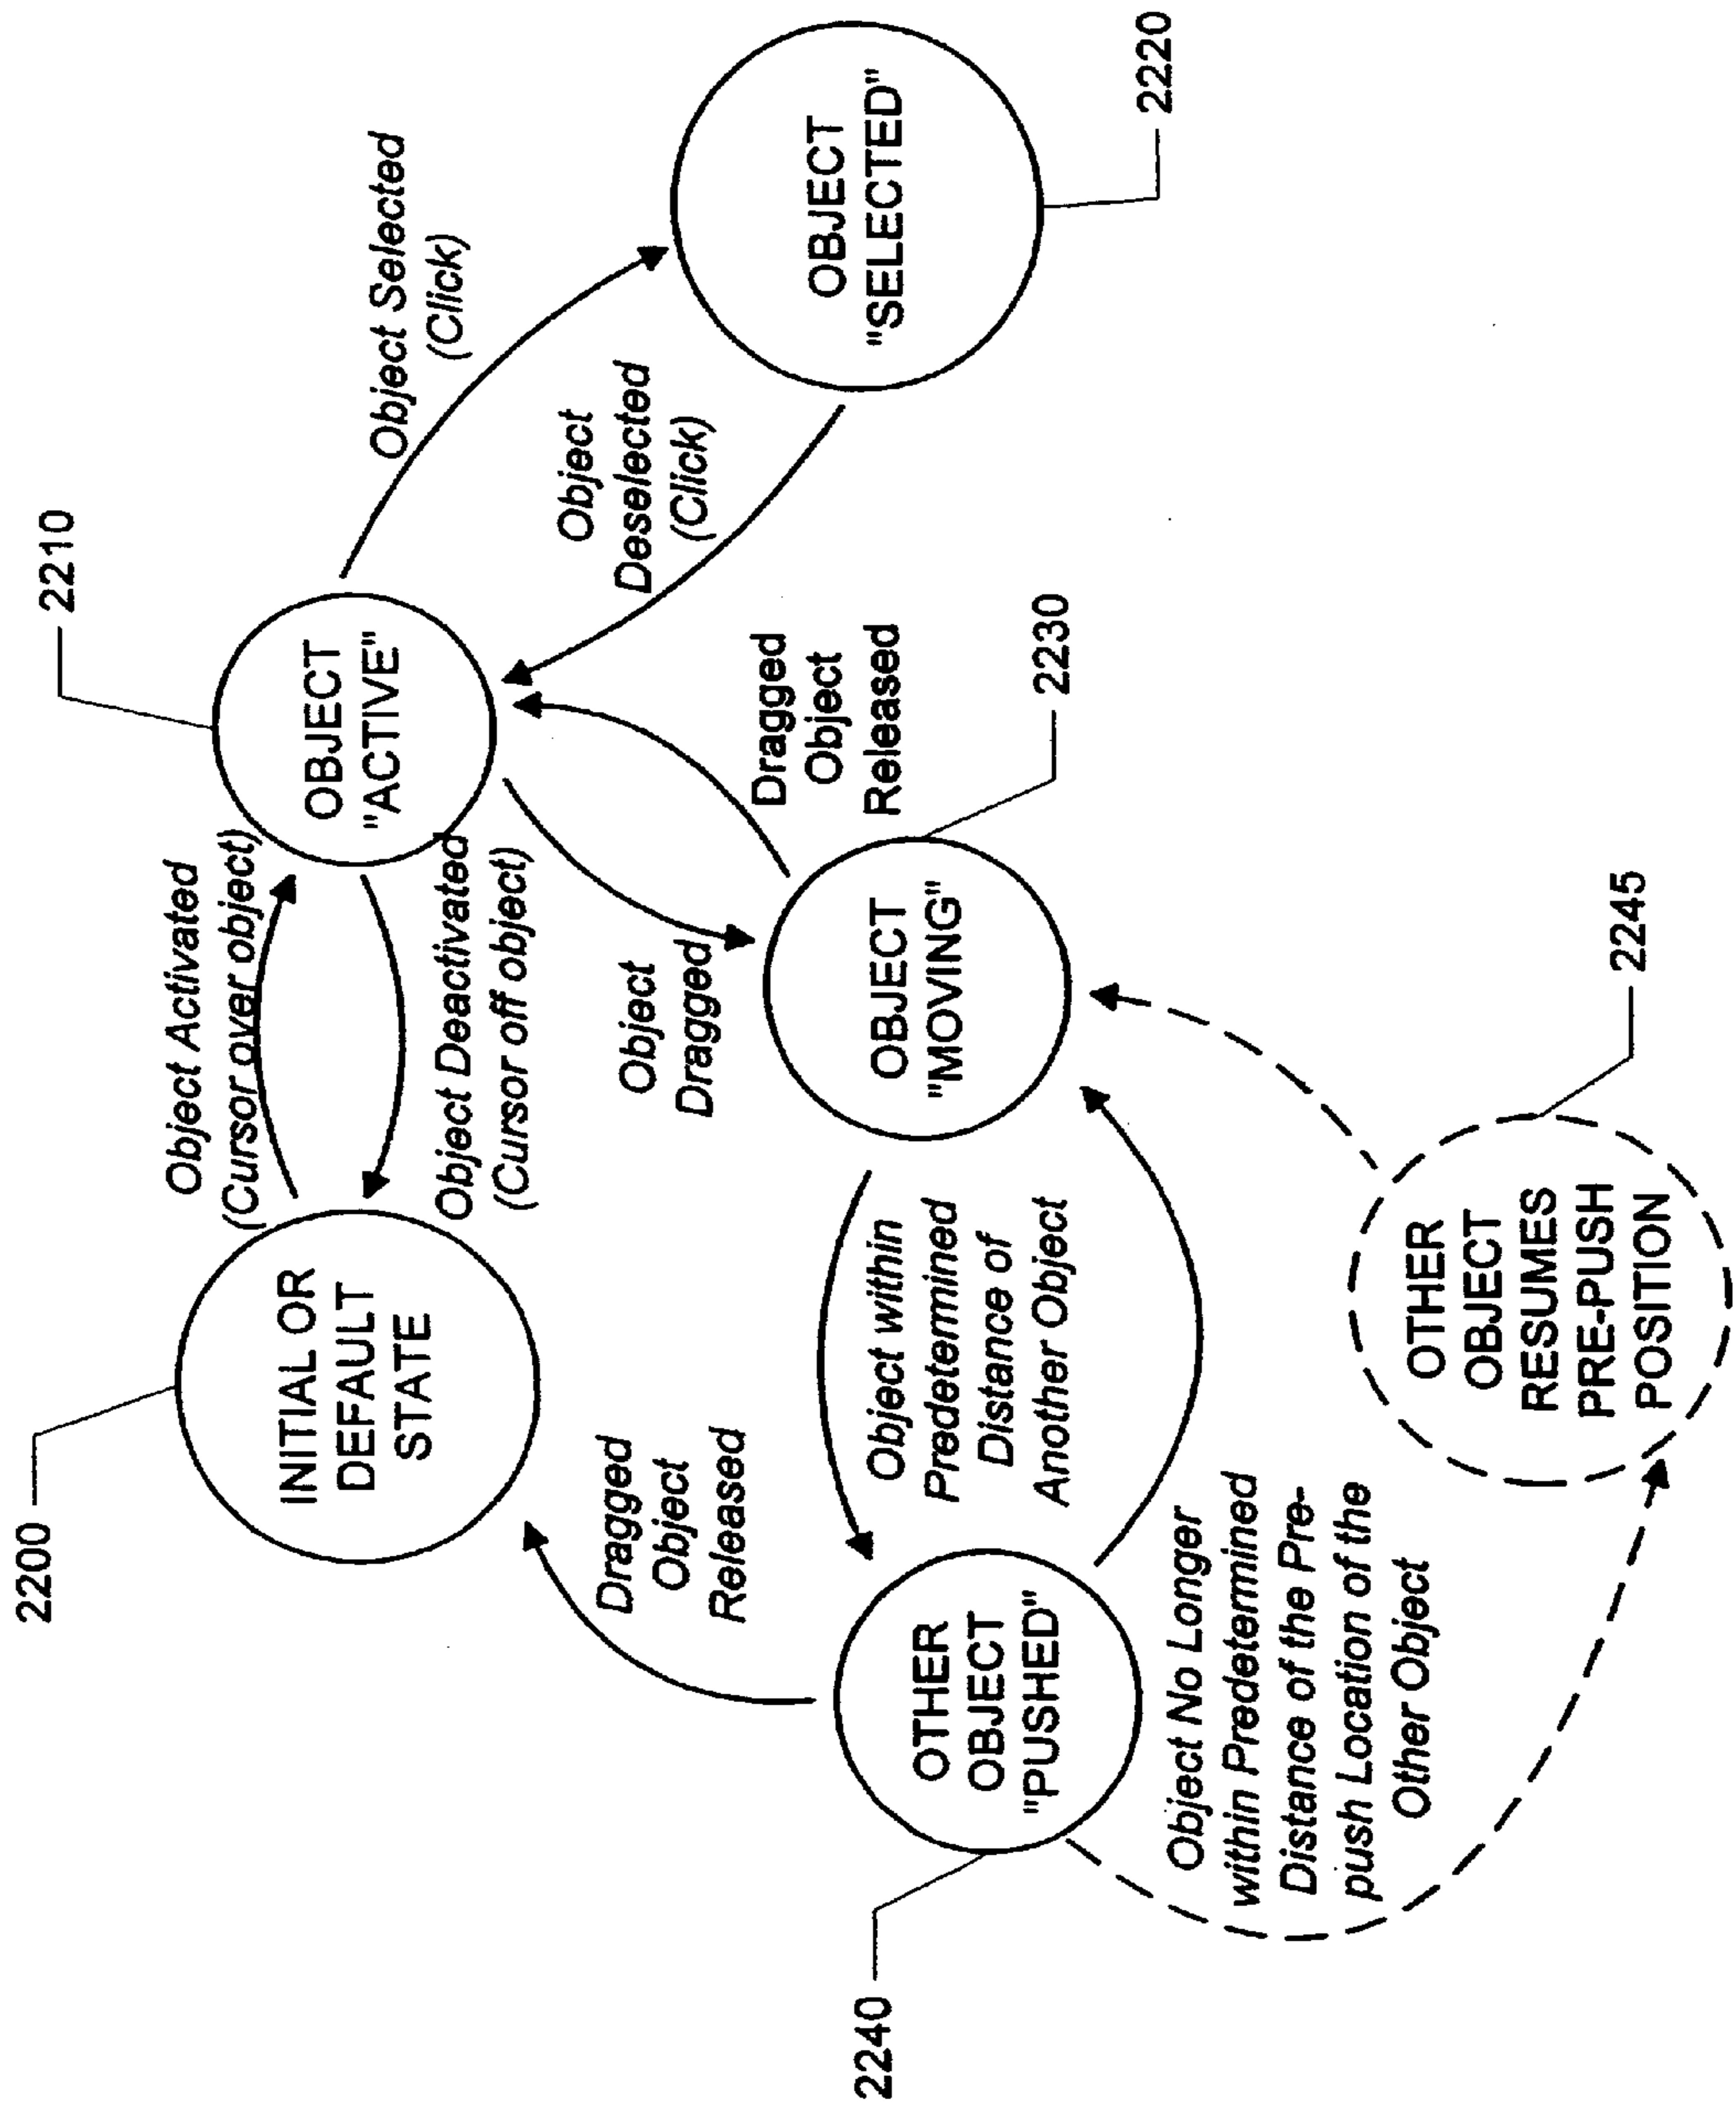 2200
INITIAL OR
DEFAULT
STATE
Object Activated
(Cursor over object)
Object Deactivated
(Cursor off object)
2210
OBJECT
"ACTIVE"
Object Selected
(Click)
Object
Deselected
(Click)
OBJECT
"SELECTED"
2220
Object
Dragged
Dragged
Object
Released
OBJECT
"MOVING"
2230
Dragged
Object
Released
Object within
Predetermined
Distance of
Another Object
2240
OTHER
OBJECT
"PUSHED"
Object No Longer
within Predetermined
Distance of the Pre-
push Location of the
Other Object
OTHER
OBJECT
RESUMES
PRE-PUSH
POSITION
2245